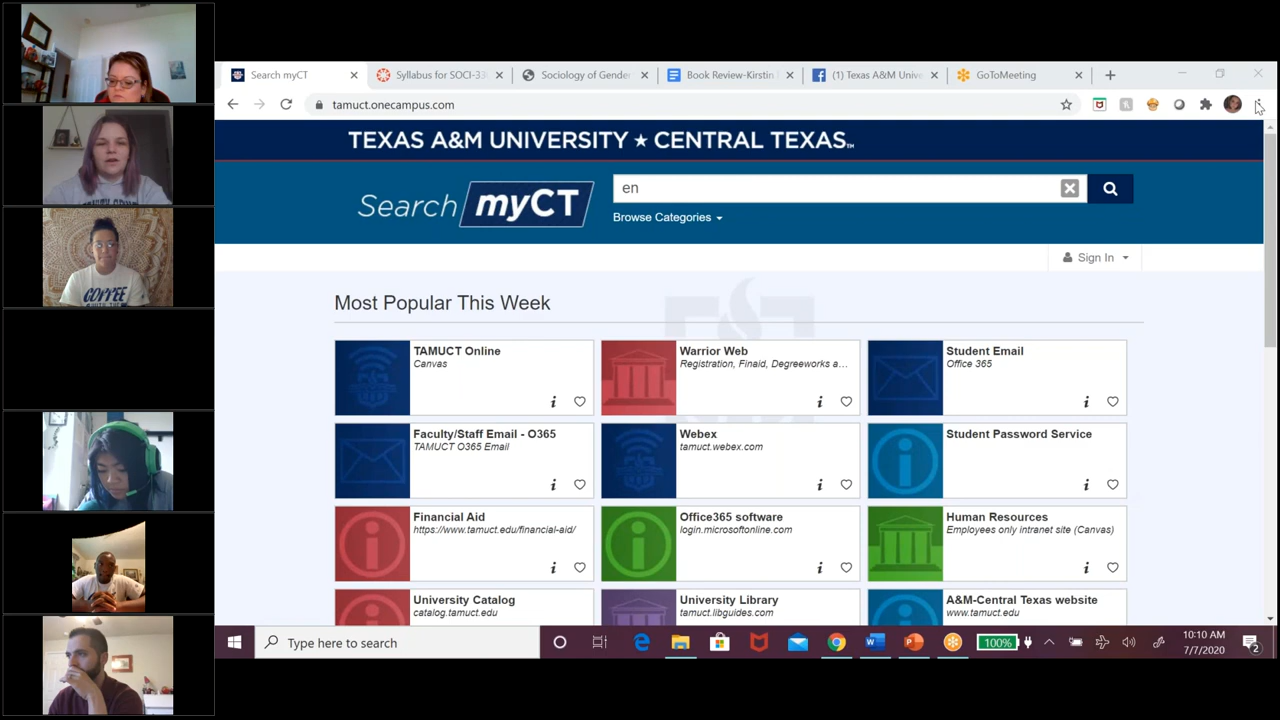 Search myCT
Syllabus for SOCI-33
Sociology of Gende
Book Review-Kirstin
(1) Texas A&M Unive
GoToMeeting
tamuct.onecampus.com
TEXAS A&M UNIVERSITY ★ CENTRAL TEXAS™
Search myCT
en
Browse Categories
Sign In
Most Popular This Week
TAMUCT Online
Canvas
Warrior Web
Registration, Finaid, Degreeworks a...
Student Email
Office 365
Faculty/Staff Email - O365
TAMUCT O365 Email
Webex
tamuct.webex.com
Student Password Service
Financial Aid
https://www.tamuct.edu/financial-aid/
Office365 software
login.microsoftonline.com
Human Resources
Employees only intranet site (Canvas)
University Catalog
catalog.tamuct.edu
University Library
tamuct.libguides.com
A&M-Central Texas website
www.tamuct.edu
Type here to search
100%
10:10 AM
7/7/2020
2
COFFEE